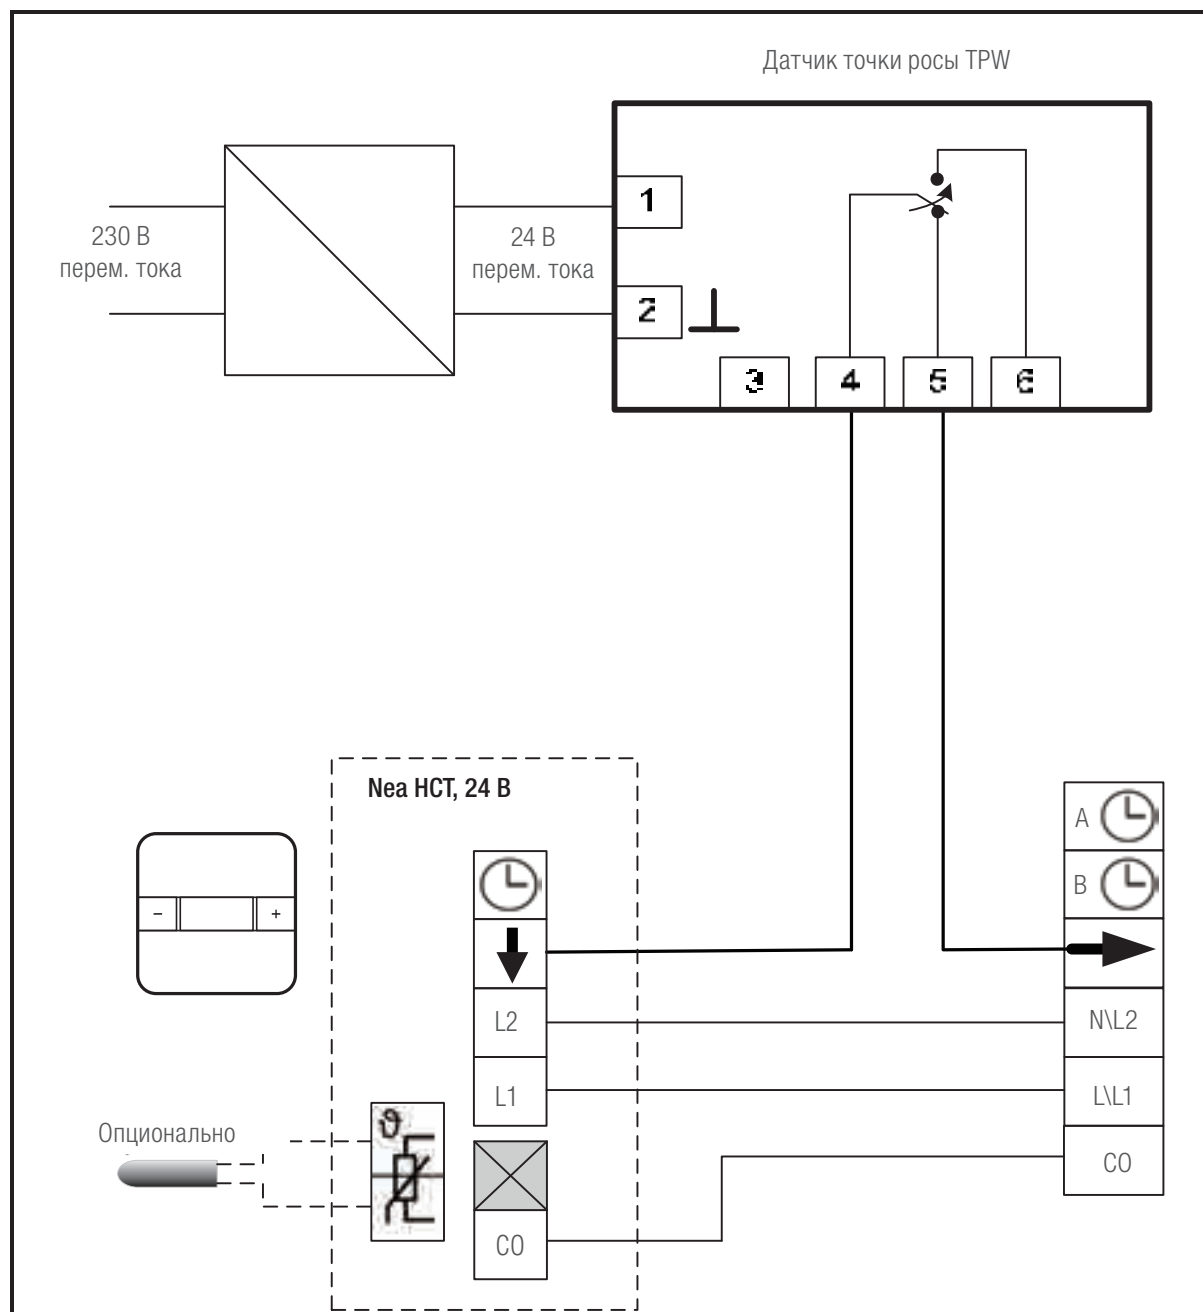 Датчик точки росы TPW
230 В
перем. тока
24 В
перем. тока
1
2
3
4
5
6
Nea HCT, 24 В
A
B
- +
L2
N\L2
L1
L\L1
Опционально
ϑ
CO
CO